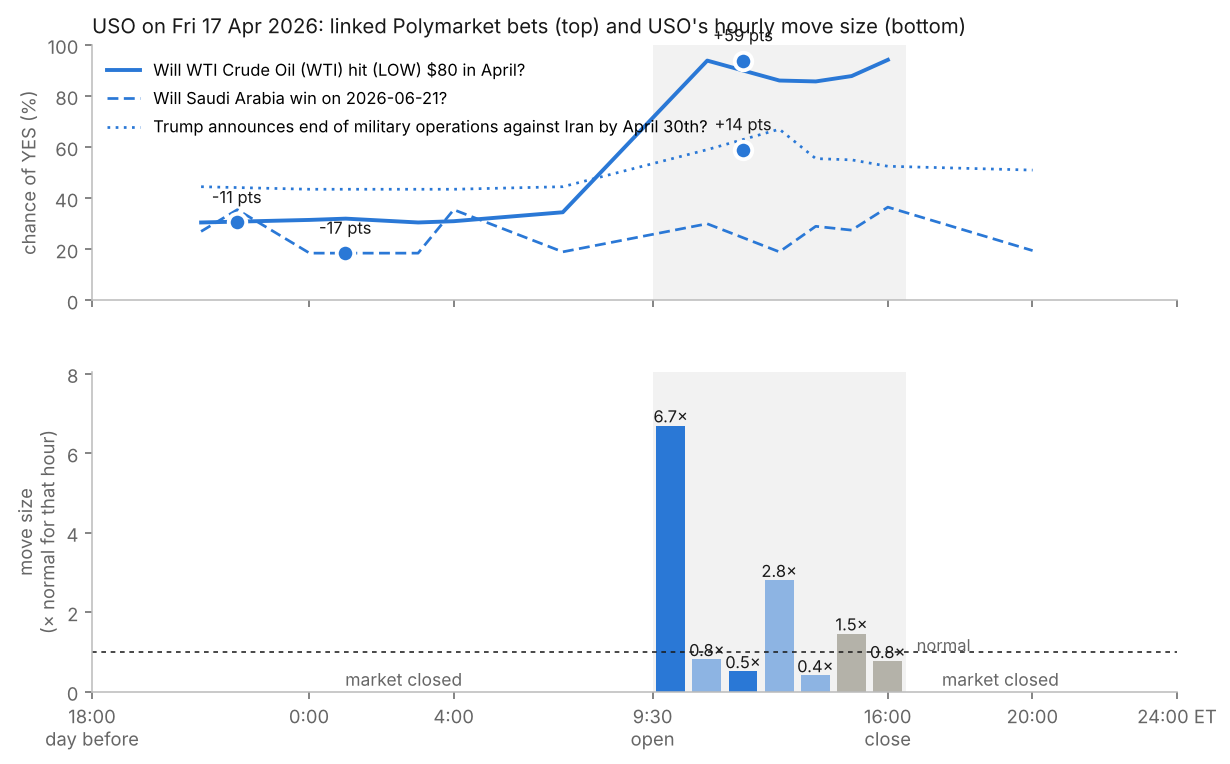 USO on Fri 17 Apr 2026: linked Polymarket bets (top) and USO's hourly move size (bottom)
+59 pts
100
Will WTI Crude Oil (WTI) hit (LOW) $80 in April?
80
Will Saudi Arabia win on 2026-06-21?
Trump announces end of military operations against Iran by April 30th?
+14 pts
60
chance of YES (%)
40
-11 pts
-17 pts
20
0
8
6.7×
6
move size
(× normal for that hour)
4
2.8×
2
1.5×
0.8×
0.5×
0.4×
0.8×
normal
market closed
market closed
0
18:00
day before
0:00
4:00
9:30
open
16:00
close
20:00
24:00 ET